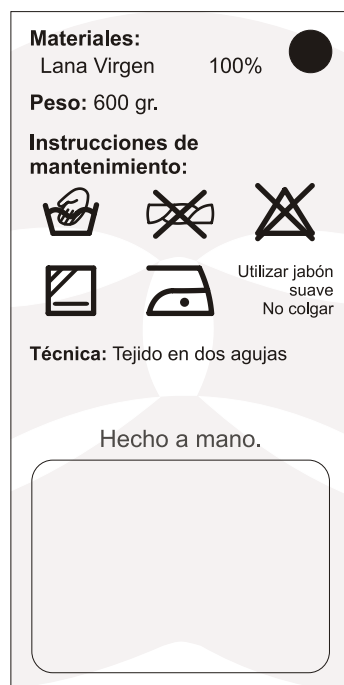 Materiales:
Lana Virgen 100%
Peso: 600 gr.
Instrucciones de
mantenimiento:
Utilizar jabón
suave
No colgar
Técnica: Tejido en dos agujas
Hecho a mano.